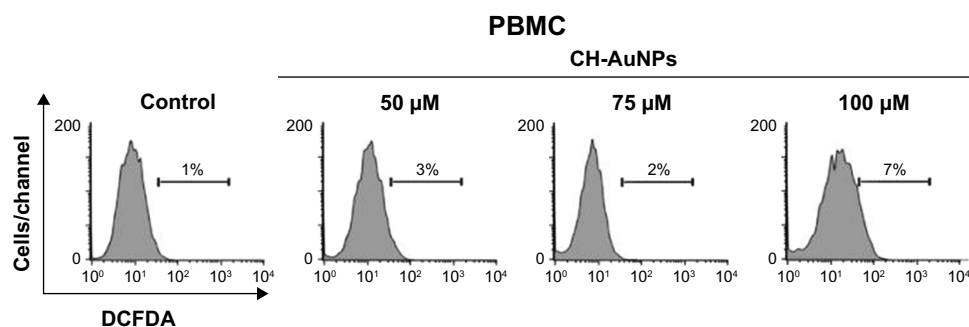 PBMC
CH-AuNPs
Control
50 µM
75 µM
100 µM
Cells/channel
200
0
1%
10⁰ 10¹ 10² 10³ 10⁴
200
0
3%
10⁰ 10¹ 10² 10³ 10⁴
200
0
2%
10⁰ 10¹ 10² 10³ 10⁴
200
0
7%
10⁰ 10¹ 10² 10³ 10⁴
DCFDA